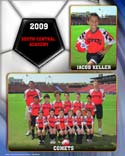 2009
SOUTH CENTRAL
ACADEMY
JACOB KELLER
COMETS